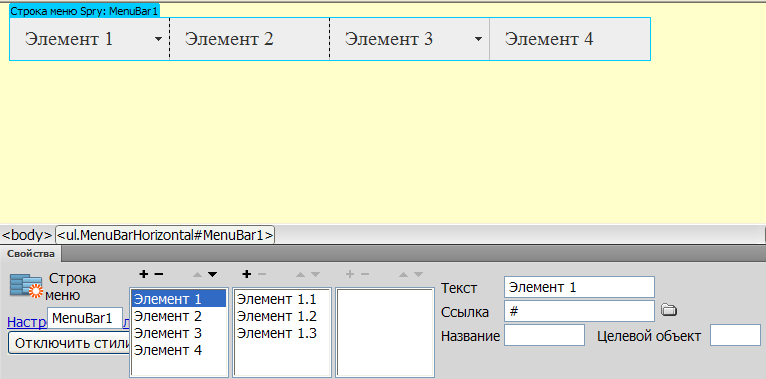 Строка меню Spry: MenuBar1
Элемент 1 Элемент 2 Элемент 3 Элемент 4
<body> <ul.MenuBarHorizontal#MenuBar1>
Свойства
Строка
меню
MenuBar1
Отключить стили
Элемент 1
Элемент 2
Элемент 3
Элемент 4
Элемент 1.1
Элемент 1.2
Элемент 1.3
Текст Элемент 1
Ссылка #
Название Целевой объект